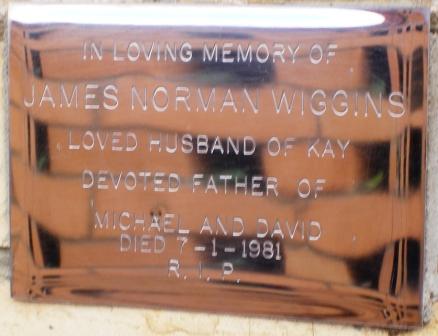 IN LOVING MEMORY OF
JAMES NORMAN WIGGINS
LOVED HUSBAND OF KAY
DEVOTED FATHER OF
MICHAEL AND DAVID
DIED 7-1-1981
R.I.P.